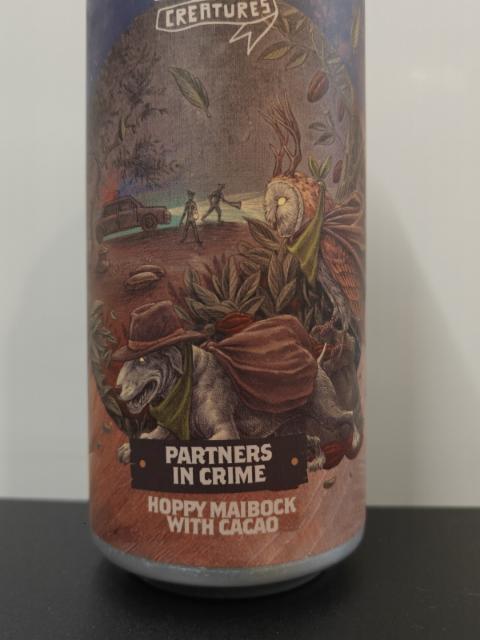 CREATURES
PARTNERS
IN CRIME
HOPPY MAIBOCK
WITH CACAO